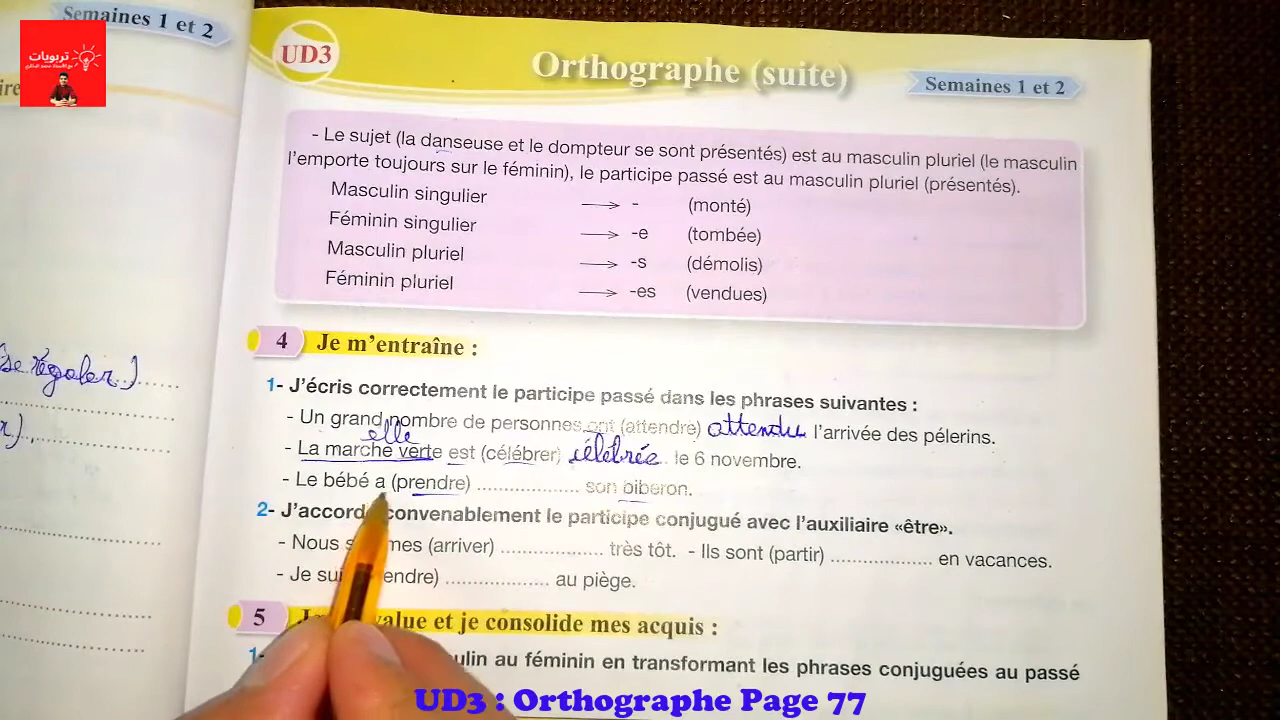 Semaines 1 et 2
تربويات
UD3
Orthographe (suite)
Semaines 1 et 2
- Le sujet (la danseuse et le dompteur se sont présentés) est au masculin pluriel (le masculin
l'emporte toujours sur le féminin), le participe passé est au masculin pluriel (présentés).
Masculin singulier → - (monté)
Féminin singulier → -e (tombée)
Masculin pluriel → -s (démolis)
Féminin pluriel → -es (vendues)
4 Je m'entraîne :
(se régaler)
1- J'écris correctement le participe passé dans les phrases suivantes :
- Un grand nombre de personnes ont (attendre) attendu l'arrivée des pélerins.
elle
- La marche verte est (célébrer) célébrée le 6 novembre.
- Le bébé a (prendre) .................... son biberon.
2- J'accorde convenablement le participe conjugué avec l'auxiliaire «être».
- Nous sommes (arriver) .................... très tôt. - Ils sont (partir) .................... en vacances.
- Je suis endre) .................... au piège.
5 value et je consolide mes acquis :
1- ulin au féminin en transformant les phrases conjuguées au passé
UD3 : Orthographe Page 77